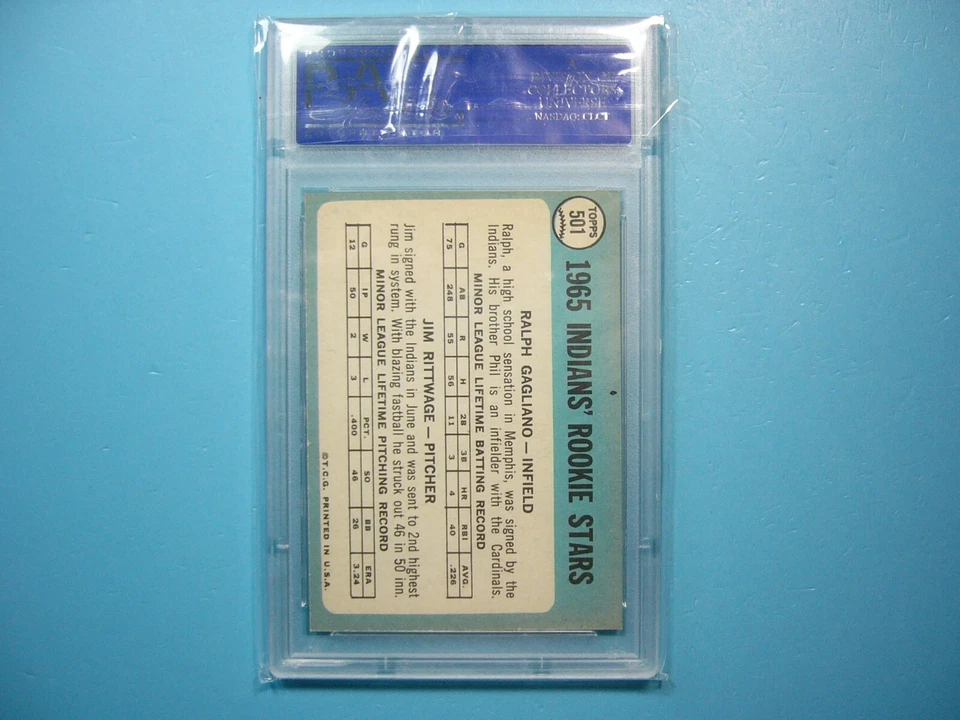 PSA
A
DIVISION OF
COLLECTORS
UNIVERSE
NASDAQ: CLCT
TOPPS
501
1965 INDIANS' ROOKIE STARS
RALPH GAGLIANO — INFIELD
Ralph, a high school sensation in Memphis, was signed by the
Indians. His brother Phil is an infielder with the Cardinals.
MINOR LEAGUE LIFETIME BATTING RECORD
G AB R H 2B 3B HR RBI AVG.
75 248 55 56 11 3 4 40 .226
JIM RITTWAGE — PITCHER
Jim signed with the Indians in June and was sent to 2nd highest
rung in system. With blazing fastball he struck out 46 in 50 inn.
MINOR LEAGUE LIFETIME PITCHING RECORD
G IP W L PCT. SO BB ERA
12 50 2 3 .400 46 26 3.24
©T.C.G. PRINTED IN U.S.A.